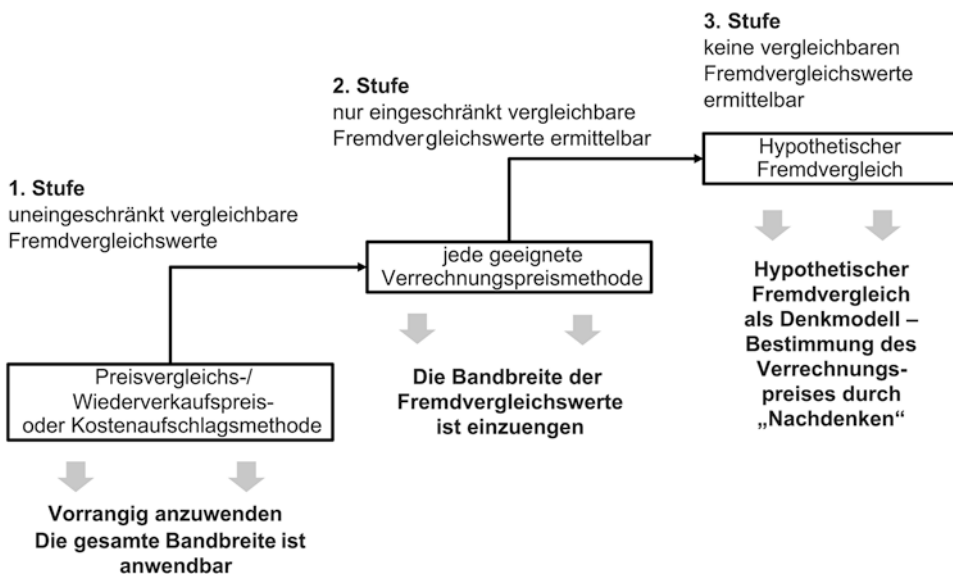 1. Stufe
uneingeschränkt vergleichbare
Fremdvergleichswerte
Preisvergleichs-/
Wiederverkaufspreis-
oder Kostenaufschlagsmethode
Vorrangig anzuwenden
Die gesamte Bandbreite ist
anwendbar
2. Stufe
nur eingeschränkt vergleichbare
Fremdvergleichswerte ermittelbar
jede geeignete
Verrechnungspreismethode
Die Bandbreite der
Fremdvergleichswerte
ist einzuengen
3. Stufe
keine vergleichbaren
Fremdvergleichswerte
ermittelbar
Hypothetischer
Fremdvergleich
Hypothetischer
Fremdvergleich
als Denkmodell –
Bestimmung des
Verrechnungs-
preises durch
„Nachdenken“